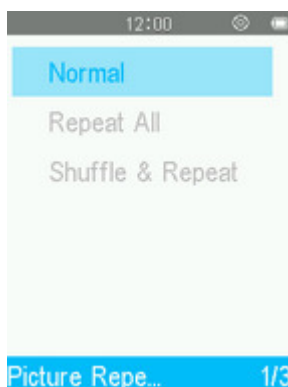 12:00
Normal
Repeat All
Shuffle & Repeat
Picture Repe... 1/3